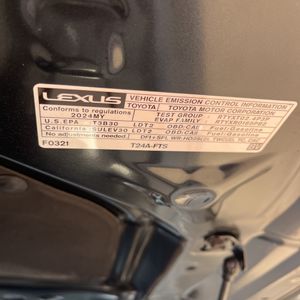 LEXUS VEHICLE EMISSION CONTROL INFORMATION
TOYOTA TOYOTA MOTOR CORPORATION
Conforms to regulations TEST GROUP
2024MY EVAP FAMILY
U.S.EPA T3B30 LDT2 OBD:CAE Fuel:Gasoline
California SULEV30 LDT2 OBD:CAE Fuel:Gasoline
No adjustments needed.
F0321 T24A-FTS